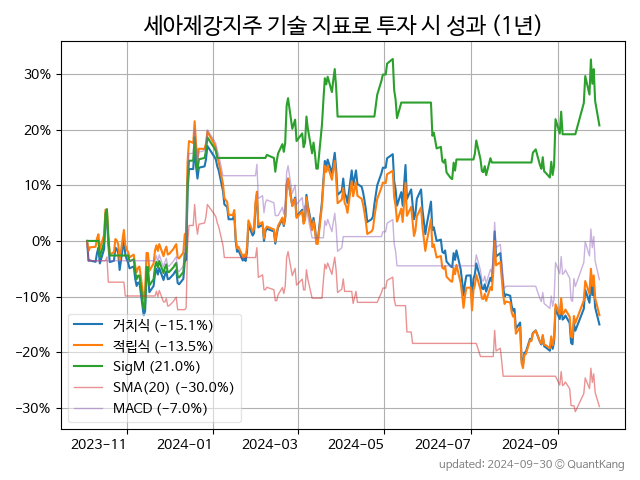 세아제강지주 기술 지표로 투자 시 성과 (1년)
30%
20%
10%
0%
−10%
−20%
−30%
거치식 (−15.1%)
적립식 (−13.5%)
SigM (21.0%)
SMA(20) (−30.0%)
MACD (−7.0%)
2023-11 2024-01 2024-03 2024-05 2024-07 2024-09
updated: 2024-09-30 © QuantKang